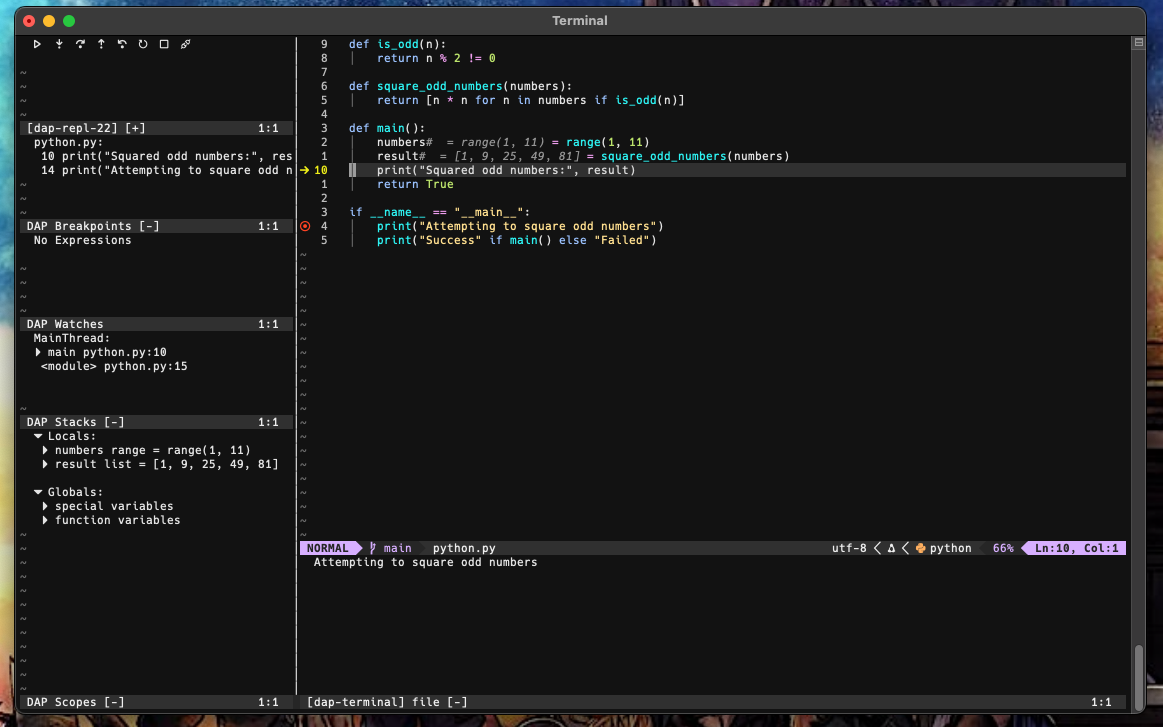 Terminal
[dap-repl-22] [+] 1:1
python.py:
10 print("Squared odd numbers:", res
14 print("Attempting to square odd n
DAP Breakpoints [-] 1:1
No Expressions
DAP Watches 1:1
MainThread:
main python.py:10
<module> python.py:15
DAP Stacks [-] 1:1
Locals:
numbers range = range(1, 11)
result list = [1, 9, 25, 49, 81]
Globals:
special variables
function variables
DAP Scopes [-] 1:1
9 def is_odd(n):
8 return n % 2 != 0
7
6 def square_odd_numbers(numbers):
5 return [n * n for n in numbers if is_odd(n)]
4
3 def main():
2 numbers# = range(1, 11) = range(1, 11)
1 result# = [1, 9, 25, 49, 81] = square_odd_numbers(numbers)
10 print("Squared odd numbers:", result)
1 return True
2
3 if __name__ == "__main__":
4 print("Attempting to square odd numbers")
5 print("Success" if main() else "Failed")
NORMAL main python.py utf-8 python 66% Ln:10, Col:1
Attempting to square odd numbers
[dap-terminal] file [-] 1:1